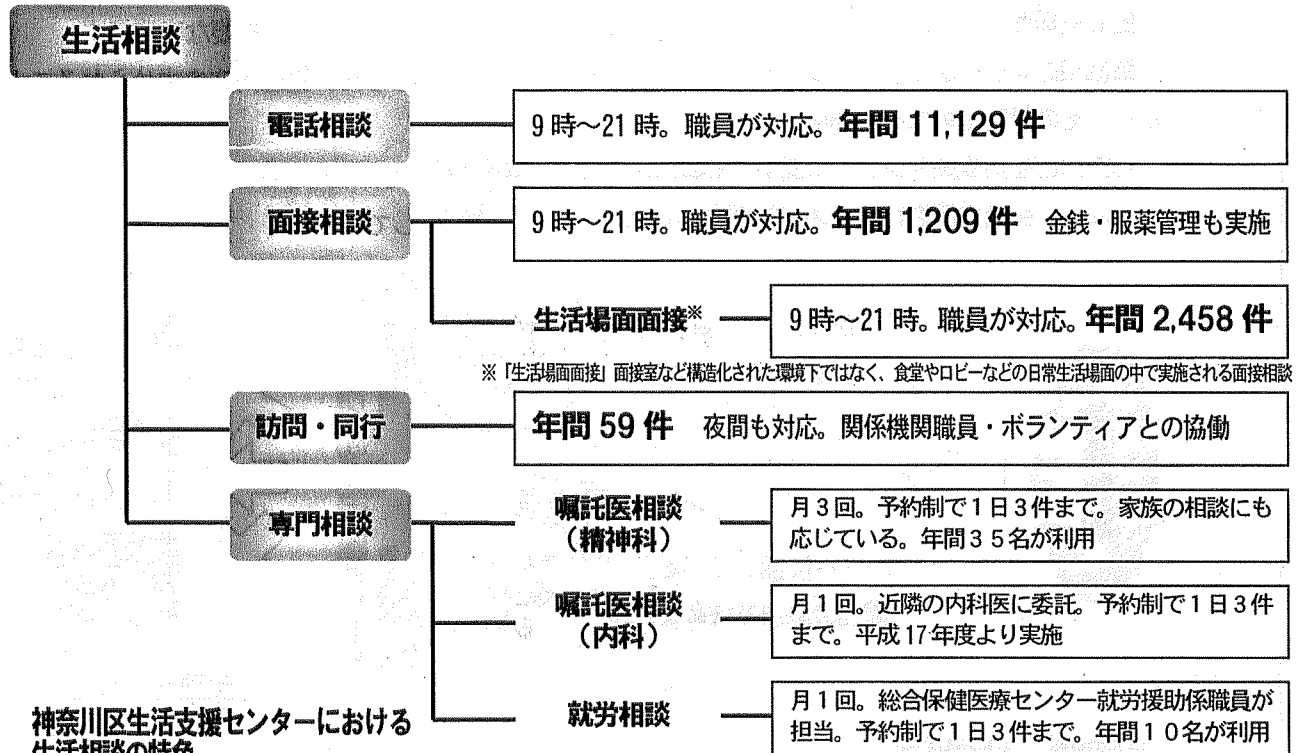 生活相談
電話相談
9時～21時。職員が対応。年間 11,129 件
面接相談
9時～21時。職員が対応。年間 1,209 件　金銭・服薬管理も実施
生活場面面接※
9時～21時。職員が対応。年間 2,458 件
※「生活場面面接」面接室など構造化された環境下ではなく、食堂やロビーなどの日常生活場面の中で実施される面接相談
訪問・同行
年間 59 件　夜間も対応。関係機関職員・ボランティアとの協働
専門相談
嘱託医相談
（精神科）
月3回。予約制で1日3件まで。家族の相談にも
応じている。年間35名が利用
嘱託医相談
（内科）
月1回。近隣の内科医に委託。予約制で1日3件
まで。平成17年度より実施
就労相談
月1回。総合保健医療センター就労援助係職員が
担当。予約制で1日3件まで。年間10名が利用
神奈川区生活支援センターにおける
生活相談の特色